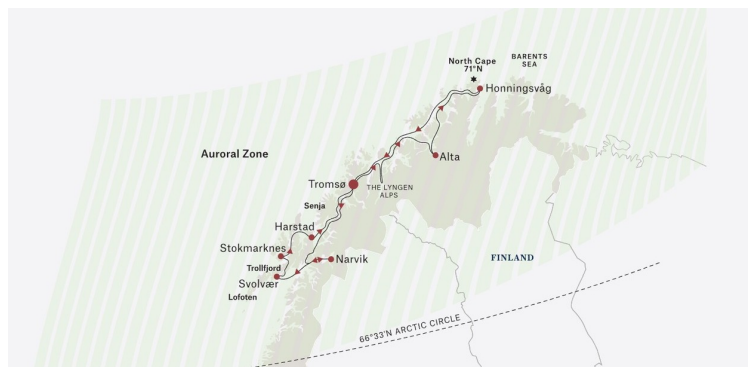 BARENTS
SEA
North Cape
71°N
Honningsvåg
Auroral Zone
Alta
Tromsø
THE LYNGEN
ALPS
Senja
Harstad
Stokmarknes
Narvik
FINLAND
Trollfjord
Svolvær
Lofoten
66°33'N ARCTIC CIRCLE